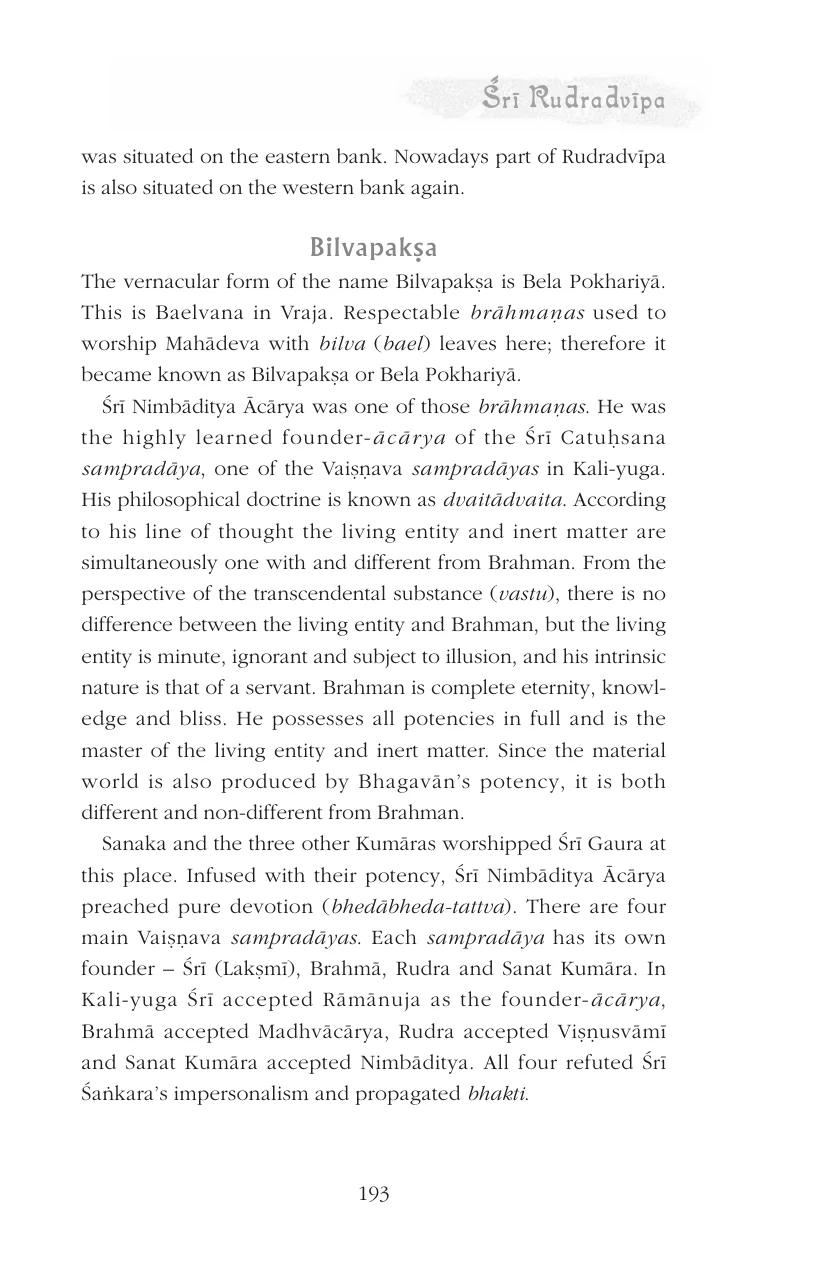 Śrī Rudradvīpa
was situated on the eastern bank. Nowadays part of Rudradvīpa
is also situated on the western bank again.
Bilvapakṣa
The vernacular form of the name Bilvapakṣa is Bela Pokhariyā.
This is Baelvana in Vraja. Respectable brāhmaṇas used to
worship Mahādeva with bilva (bael) leaves here; therefore it
became known as Bilvapakṣa or Bela Pokhariyā.
Śrī Nimbāditya Ācārya was one of those brāhmaṇas. He was
the highly learned founder-ācārya of the Śrī Catuḥsana
sampradāya, one of the Vaiṣṇava sampradāyas in Kali-yuga.
His philosophical doctrine is known as dvaitādvaita. According
to his line of thought the living entity and inert matter are
simultaneously one with and different from Brahman. From the
perspective of the transcendental substance (vastu), there is no
difference between the living entity and Brahman, but the living
entity is minute, ignorant and subject to illusion, and his intrinsic
nature is that of a servant. Brahman is complete eternity, knowl-
edge and bliss. He possesses all potencies in full and is the
master of the living entity and inert matter. Since the material
world is also produced by Bhagavān’s potency, it is both
different and non-different from Brahman.
Sanaka and the three other Kumāras worshipped Śrī Gaura at
this place. Infused with their potency, Śrī Nimbāditya Ācārya
preached pure devotion (bhedābheda-tattva). There are four
main Vaiṣṇava sampradāyas. Each sampradāya has its own
founder – Śrī (Lakṣmī), Brahmā, Rudra and Sanat Kumāra. In
Kali-yuga Śrī accepted Rāmānuja as the founder-ācārya,
Brahmā accepted Madhvācārya, Rudra accepted Viṣṇusvāmī
and Sanat Kumāra accepted Nimbāditya. All four refuted Śrī
Śaṅkara’s impersonalism and propagated bhakti.
193